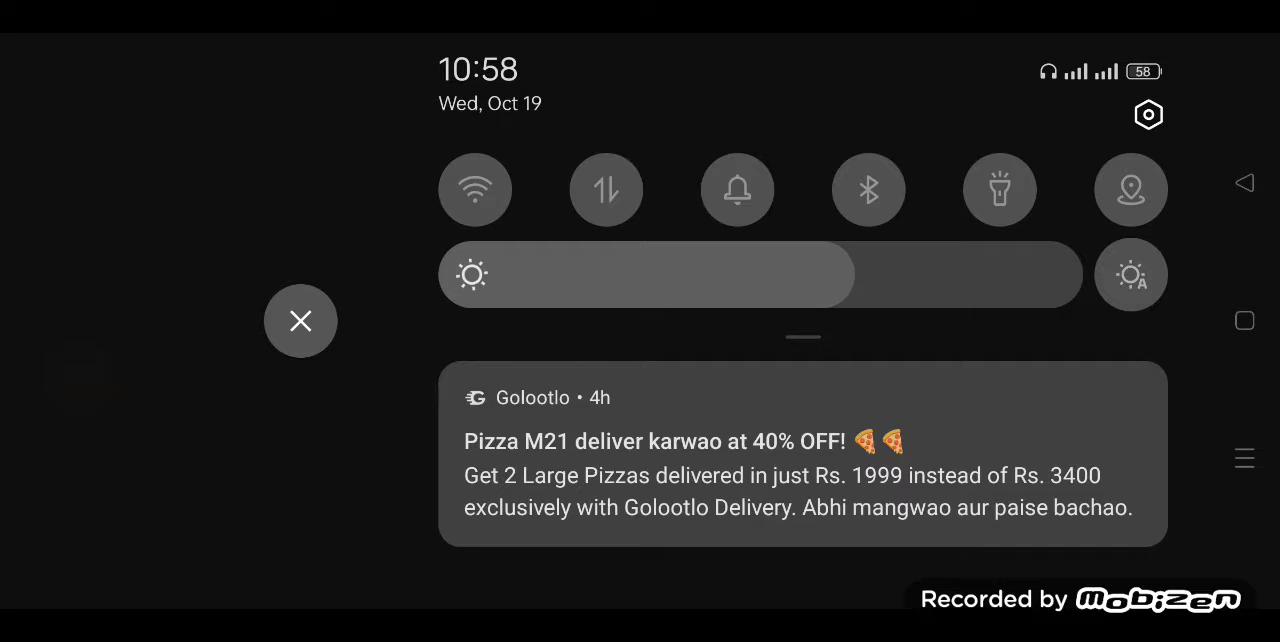 10:58
58
Wed, Oct 19
A
Golootlo • 4h
Pizza M21 deliver karwao at 40% OFF! 🍕🍕
Get 2 Large Pizzas delivered in just Rs. 1999 instead of Rs. 3400
exclusively with Golootlo Delivery. Abhi mangwao aur paise bachao.
Recorded by mobizen